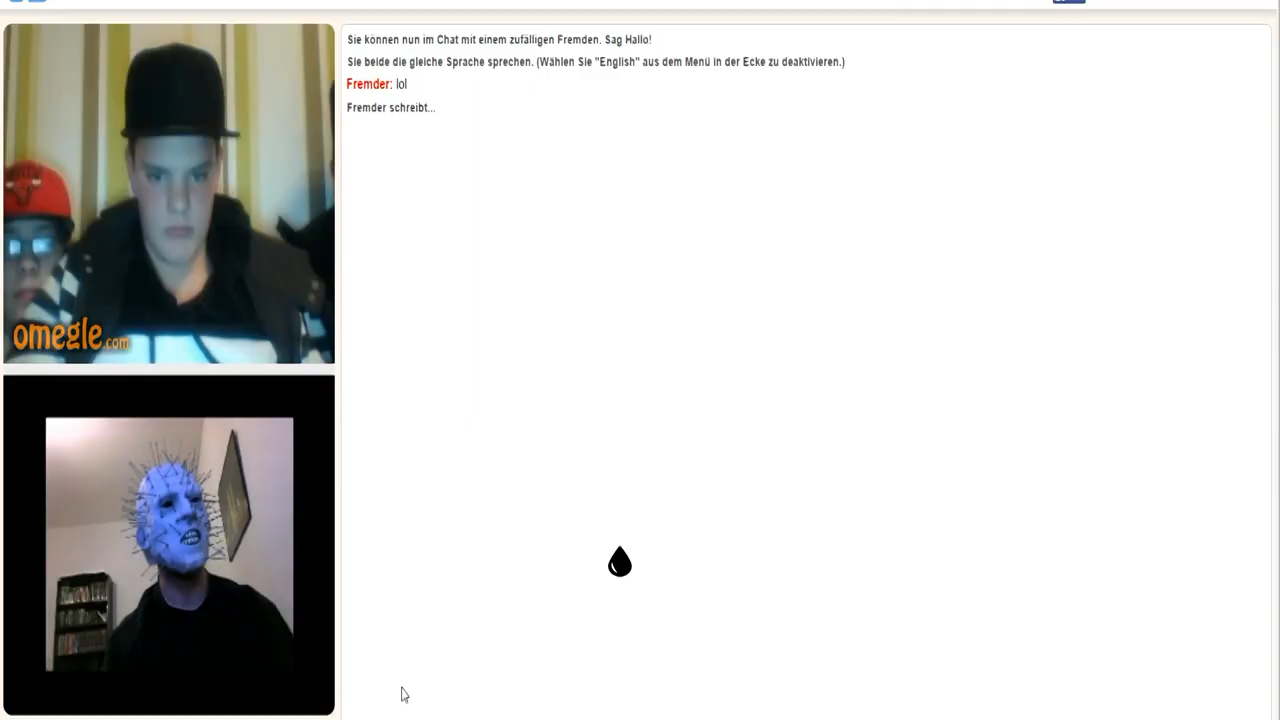 Sie können nun im Chat mit einem zufälligen Fremden. Sag Hallo!
Sie beide die gleiche Sprache sprechen. (Wählen Sie "English" aus dem Menü in der Ecke zu deaktivieren.)
Fremder: lol
Fremder schreibt...
omegle.com